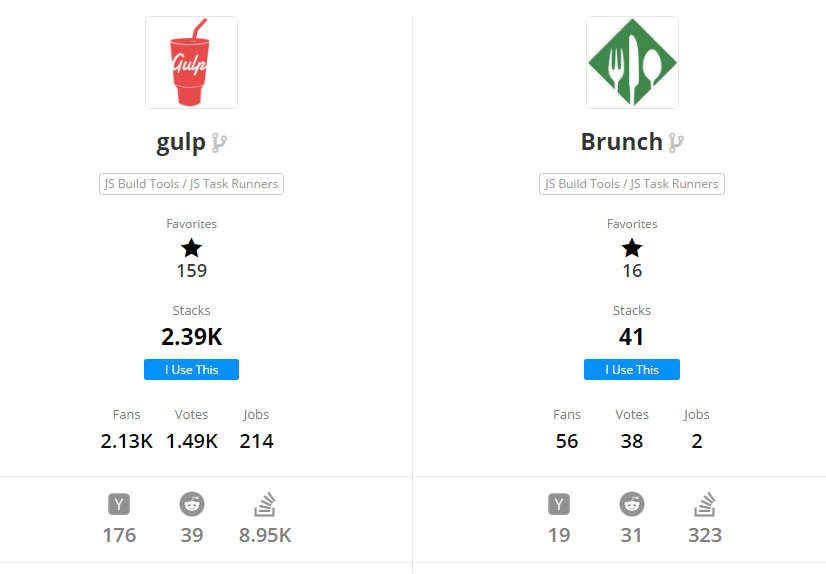 Gulp
gulp
JS Build Tools / JS Task Runners
Favorites
159
Stacks
2.39K
I Use This
Fans Votes Jobs
2.13K 1.49K 214
Y
176 39 8.95K
Brunch
JS Build Tools / JS Task Runners
Favorites
16
Stacks
41
I Use This
Fans Votes Jobs
56 38 2
Y
19 31 323